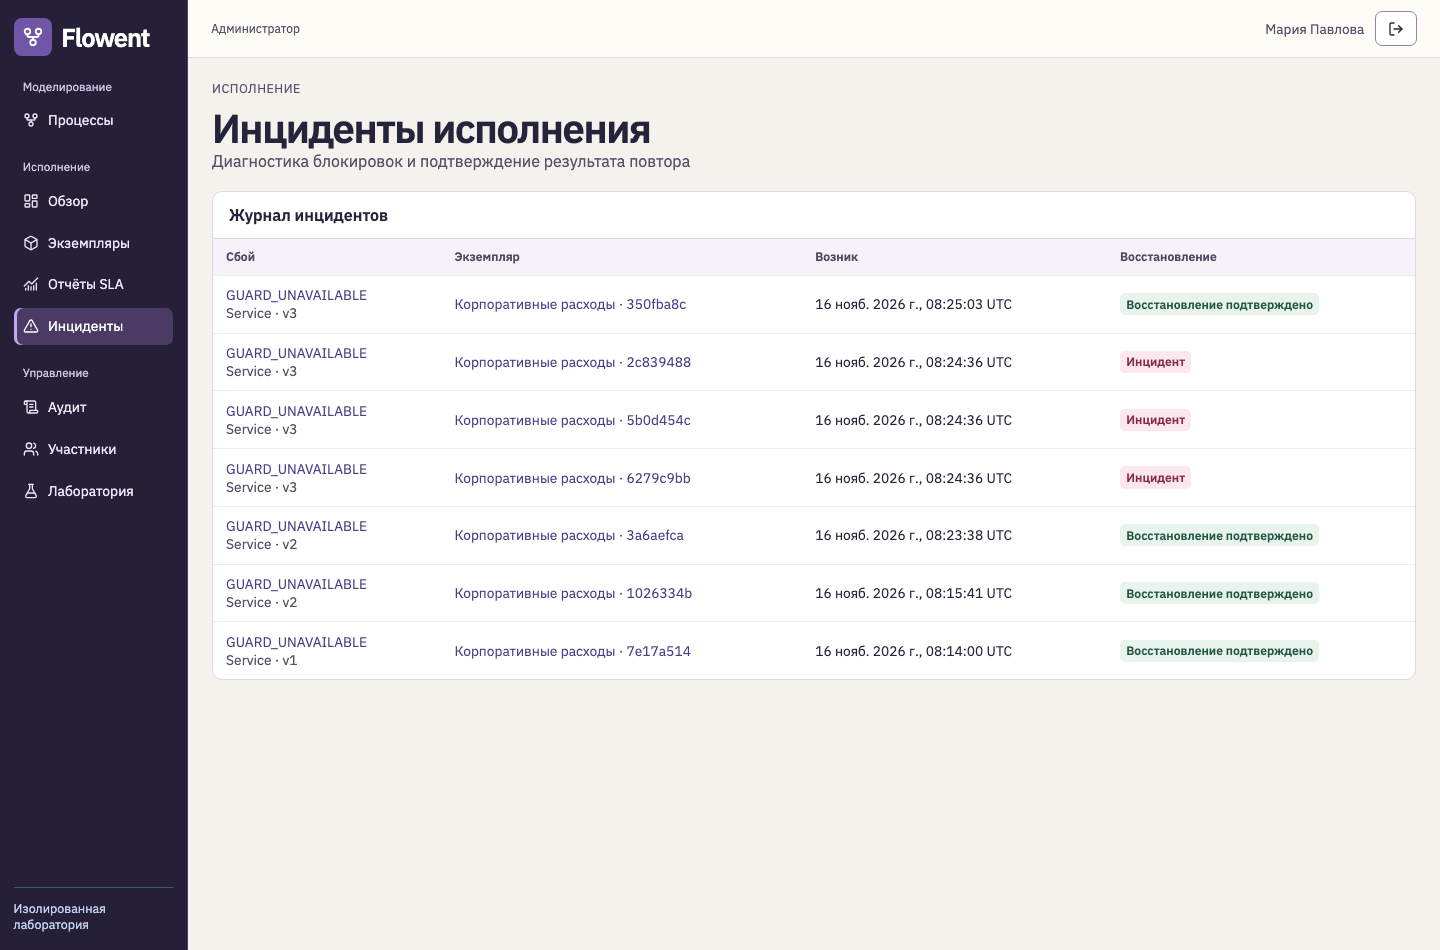 Flowent
Моделирование
Процессы
Исполнение
Обзор
Экземпляры
Отчёты SLA
Инциденты
Управление
Аудит
Участники
Лаборатория
Изолированная
лаборатория
Администратор
Мария Павлова
ИСПОЛНЕНИЕ
Инциденты исполнения
Диагностика блокировок и подтверждение результата повтора
Журнал инцидентов
Сбой Экземпляр Возник Восстановление
GUARD_UNAVAILABLE
Service · v3
Корпоративные расходы · 350fba8c
16 нояб. 2026 г., 08:25:03 UTC
Восстановление подтверждено
GUARD_UNAVAILABLE
Service · v3
Корпоративные расходы · 2c839488
16 нояб. 2026 г., 08:24:36 UTC
Инцидент
GUARD_UNAVAILABLE
Service · v3
Корпоративные расходы · 5b0d454c
16 нояб. 2026 г., 08:24:36 UTC
Инцидент
GUARD_UNAVAILABLE
Service · v3
Корпоративные расходы · 6279c9bb
16 нояб. 2026 г., 08:24:36 UTC
Инцидент
GUARD_UNAVAILABLE
Service · v2
Корпоративные расходы · 3a6aefca
16 нояб. 2026 г., 08:23:38 UTC
Восстановление подтверждено
GUARD_UNAVAILABLE
Service · v2
Корпоративные расходы · 1026334b
16 нояб. 2026 г., 08:15:41 UTC
Восстановление подтверждено
GUARD_UNAVAILABLE
Service · v1
Корпоративные расходы · 7e17a514
16 нояб. 2026 г., 08:14:00 UTC
Восстановление подтверждено